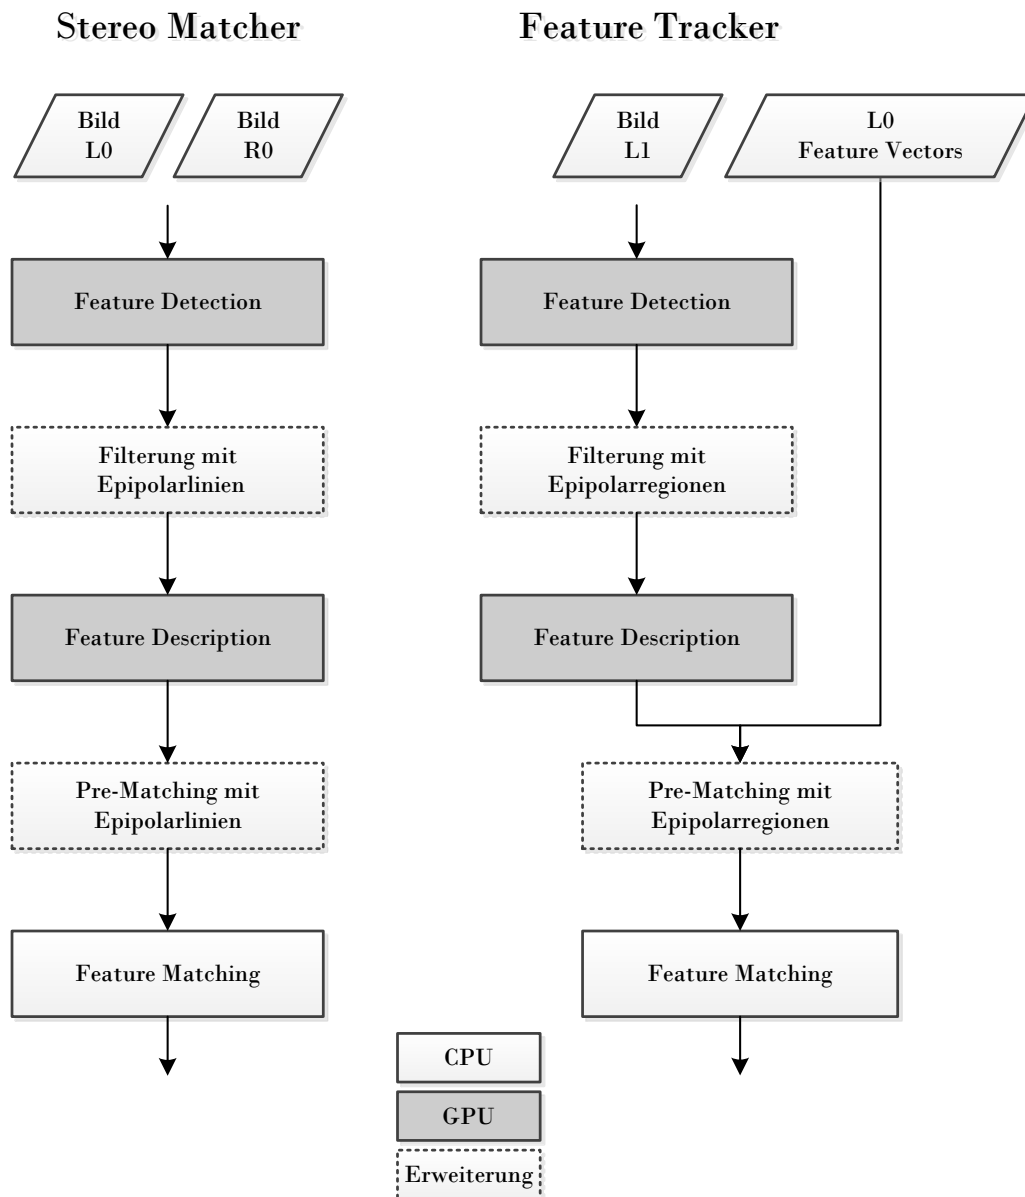 Stereo Matcher
Feature Tracker
Bild
L0
Bild
R0
Bild
L1
L0
Feature Vectors
Feature Detection
Feature Detection
Filterung mit
Epipolarlinien
Filterung mit
Epipolarregionen
Feature Description
Feature Description
Pre-Matching mit
Epipolarlinien
Pre-Matching mit
Epipolarregionen
Feature Matching
Feature Matching
CPU
GPU
Erweiterung